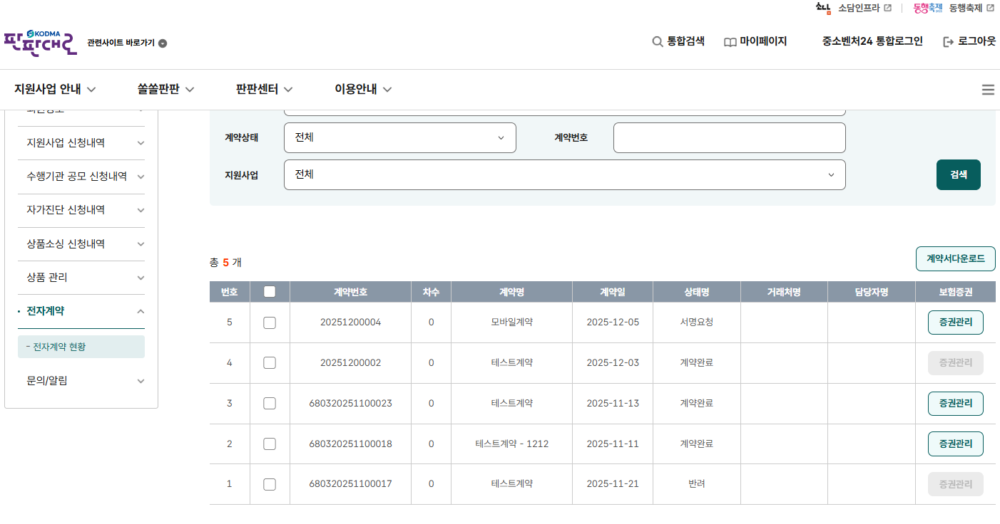 소담 소담인프라 동행축제 동행축제
KODMA
판판대로 관련사이트 바로가기 통합검색 마이페이지 중소벤처24 통합로그인 로그아웃
지원사업 안내 쏠쏠판판 판판센터 이용안내
지원사업 신청내역
수행기관 공모 신청내역
자가진단 신청내역
상품소싱 신청내역
상품 관리
전자계약
- 전자계약 현황
문의/알림
계약상태 전체 계약번호
지원사업 전체 검색
총 5 개 계약서다운로드
번호 계약번호 차수 계약명 계약일 상태명 거래처명 담당자명 보험증권
5 20251200004 0 모바일계약 2025-12-05 서명요청 증권관리
4 20251200002 0 테스트계약 2025-12-03 계약완료 증권관리
3 680320251100023 0 테스트계약 2025-11-13 계약완료 증권관리
2 680320251100018 0 테스트계약 - 1212 2025-11-11 계약완료 증권관리
1 680320251100017 0 테스트계약 2025-11-21 반려 증권관리